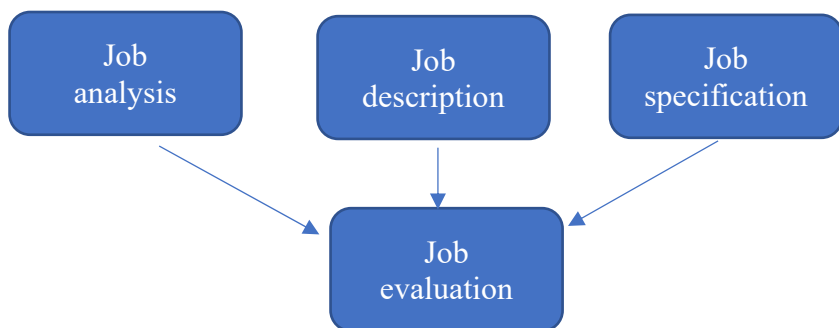 Job
analysis
Job
description
Job
specification
Job
evaluation